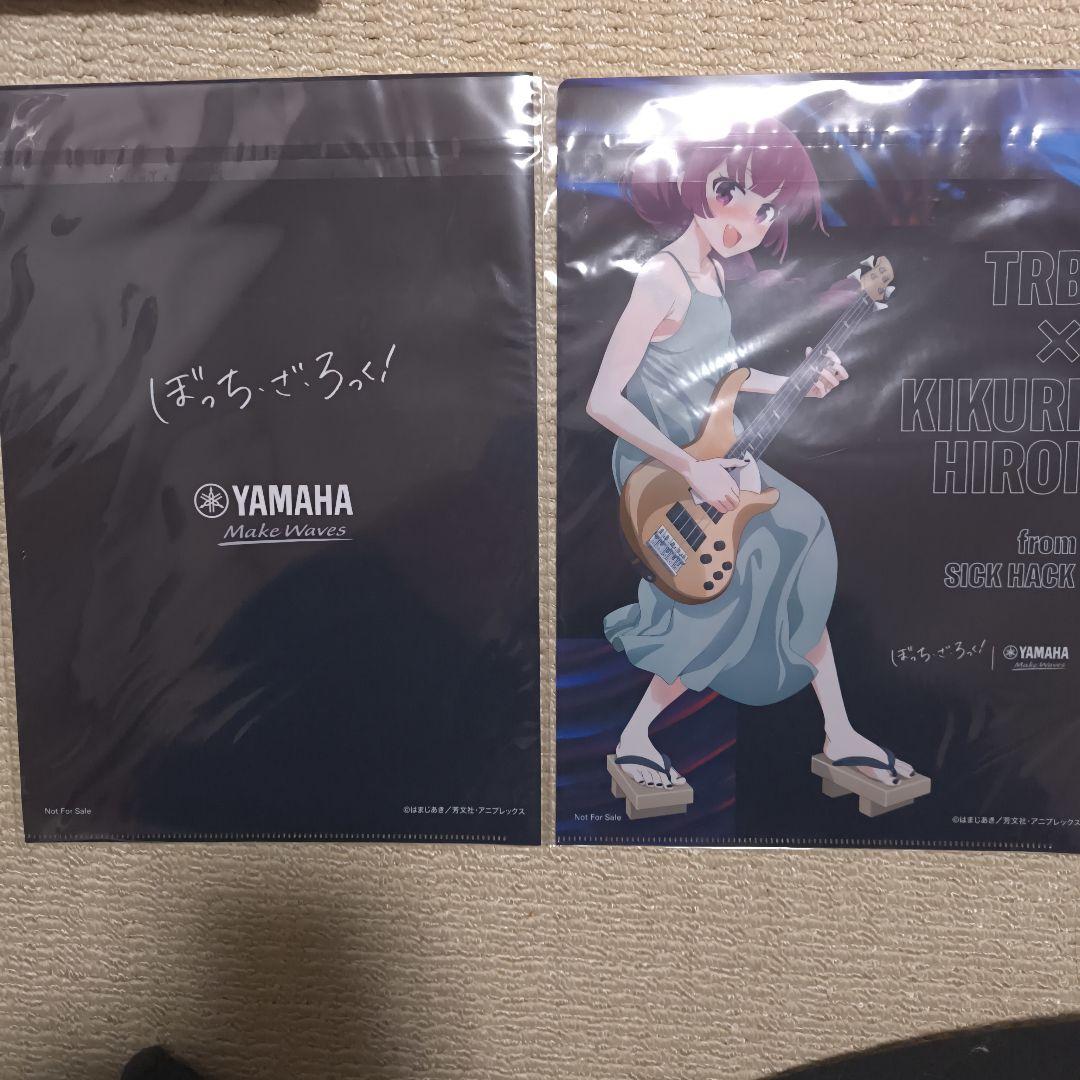 ぼっち・ざ・ろっく!
YAMAHA
Make Waves
Not For Sale
©はまじあき／芳文社・アニプレックス
TRB
×
KIKURI
HIROI
from
SICK HACK
ぼっち・ざ・ろっく!
YAMAHA
Make Waves
Not For Sale
©はまじあき／芳文社・アニプレックス